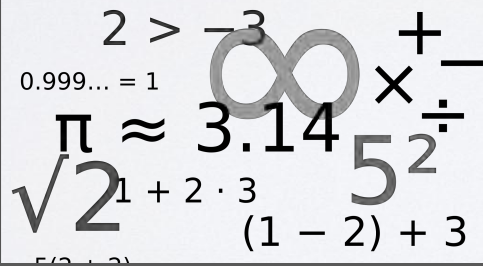 2 > −3
∞
+
−
0.999... = 1
×
÷
π ≈ 3.14
5²
√2
1 + 2 · 3
(1 − 2) + 3